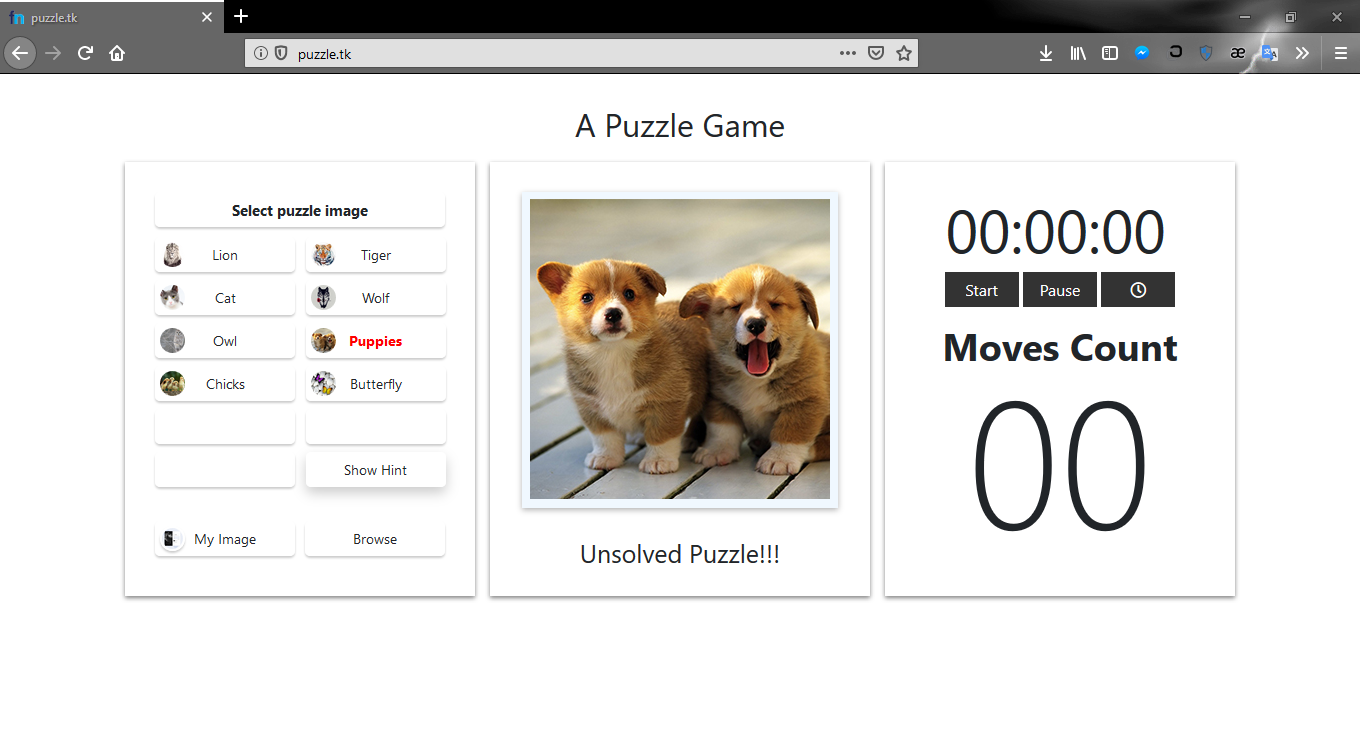 puzzle.tk
puzzle.tk
A Puzzle Game
Select puzzle image
Lion
Tiger
Cat
Wolf
Owl
Puppies
Chicks
Butterfly
Show Hint
My Image
Browse
Unsolved Puzzle!!!
00:00:00
Start
Pause
Moves Count
00